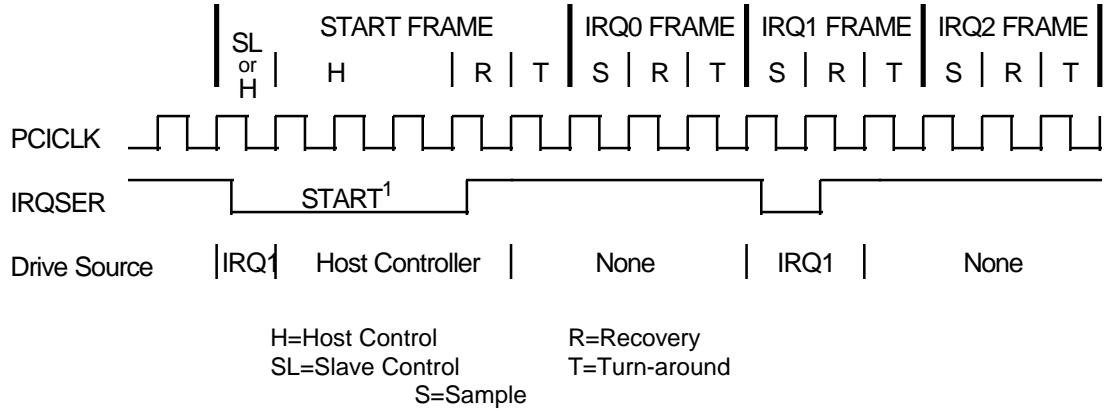 START FRAME IRQ0 FRAME IRQ1 FRAME IRQ2 FRAME
SL
or
H
H R T S R T S R T S R T
PCICLK
IRQSER START1
Drive Source IRQ1 Host Controller None IRQ1 None
H=Host Control R=Recovery
SL=Slave Control T=Turn-around
S=Sample